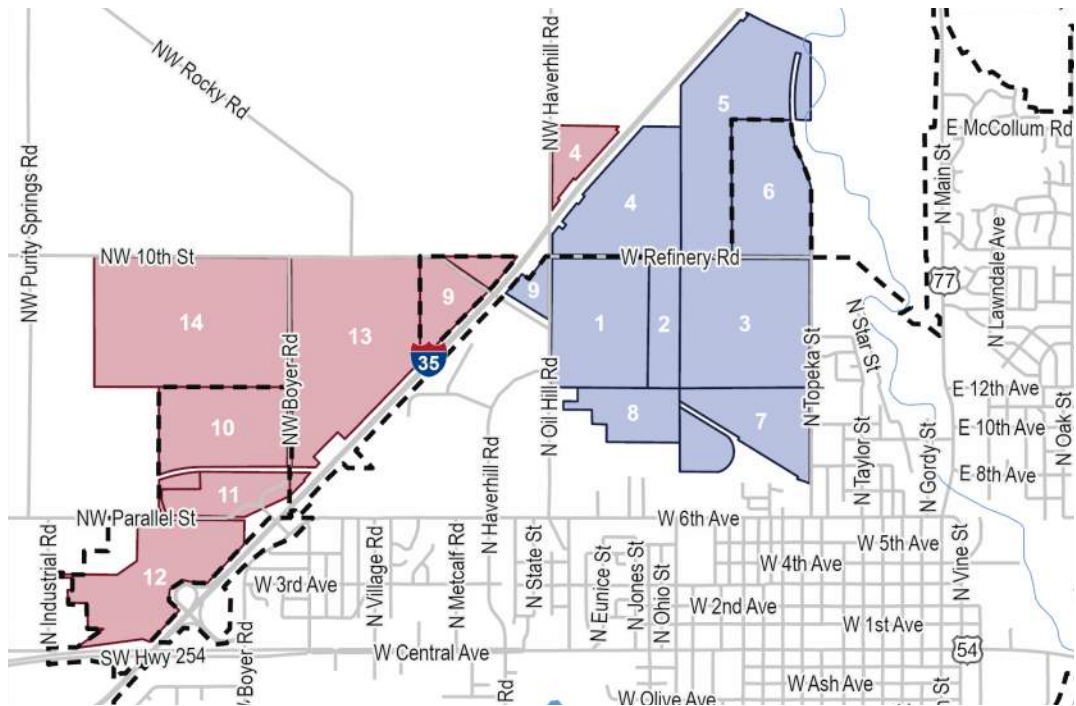 NW Rocky Rd
NW Haverhill Rd
NW Purity Springs Rd
E McCollum Rd
N Main St
N Lawndale Ave
77
5
4
4
6
NW 10th St
W Refinery Rd
9
9
14
13
1
2
3
35
NW Boyer Rd
N Oil Hill Rd
N Topeka St
N Star St
E 12th Ave
10
8
7
E 10th Ave
N Oak St
N Taylor St
N Gordy St
E 8th Ave
11
N Haverhill Rd
NW Parallel St
W 6th Ave
N Industrial Rd
12
W 3rd Ave
N Village Rd
N Metcalf Rd
N State St
N Eunice St
N Jones St
N Ohio St
W 5th Ave
W 4th Ave
N Vine St
W 2nd Ave
W 1st Ave
54
SW Hwy 254
W Central Ave
Boyer Rd
Rd
W Ash Ave
W Olive Ave
St